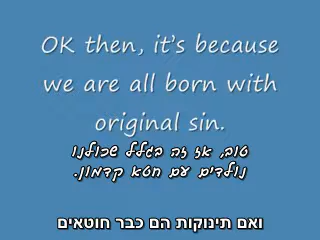 OK then, it's because
we are all born with
original sin.
טוב, אז זה בגלל שכולנו
נולדים עם חטא קדמון.
ואם תינוקות הם כבר חוטאים